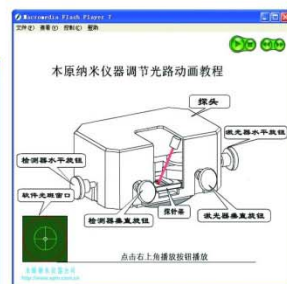 Macromedia Flash Player 7
文件(F) 查看(V) 控制(C) 帮助
本原纳米仪器调节光路动画教程
探头
激光器水平旋钮
检测器水平旋钮
软件光斑窗口
探针架
检测器垂直旋钮
激光器垂直旋钮
点击右上角播放按钮播放